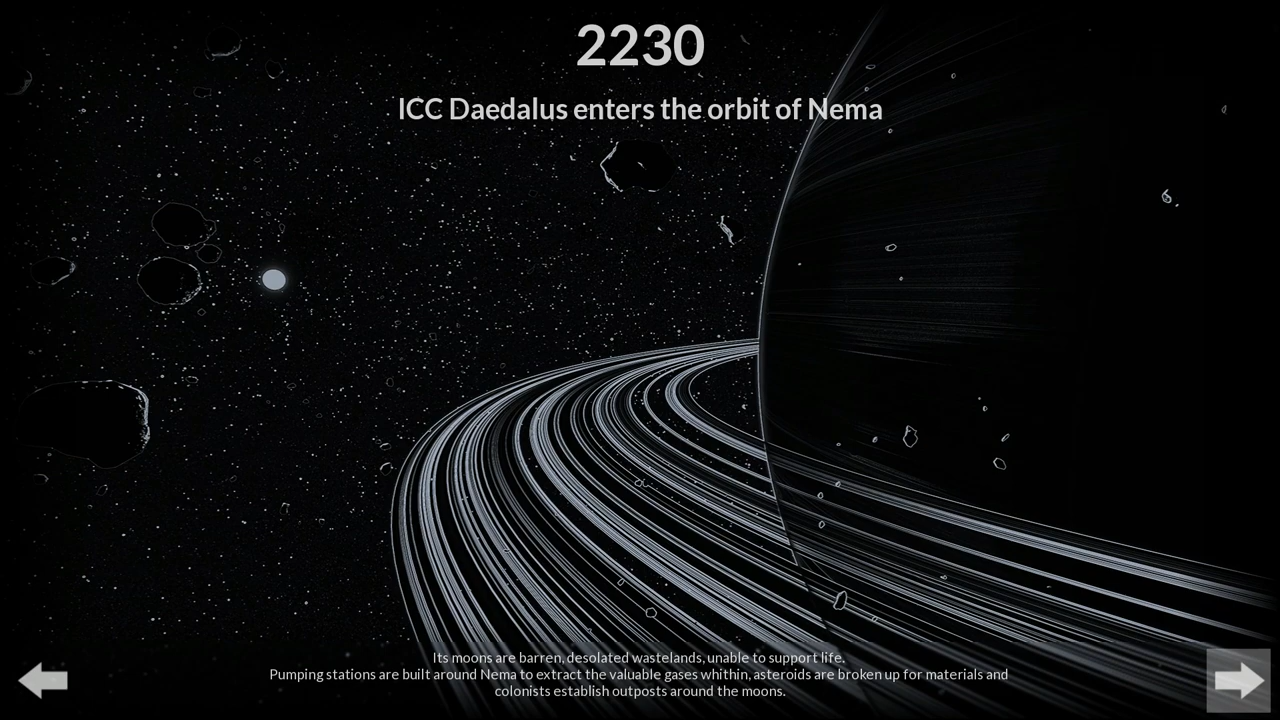 2230
ICC Daedalus enters the orbit of Nema
Its moons are barren, desolated wastelands, unable to support life.
Pumping stations are built around Nema to extract the valuable gases whithin, asteroids are broken up for materials and
colonists establish outposts around the moons.